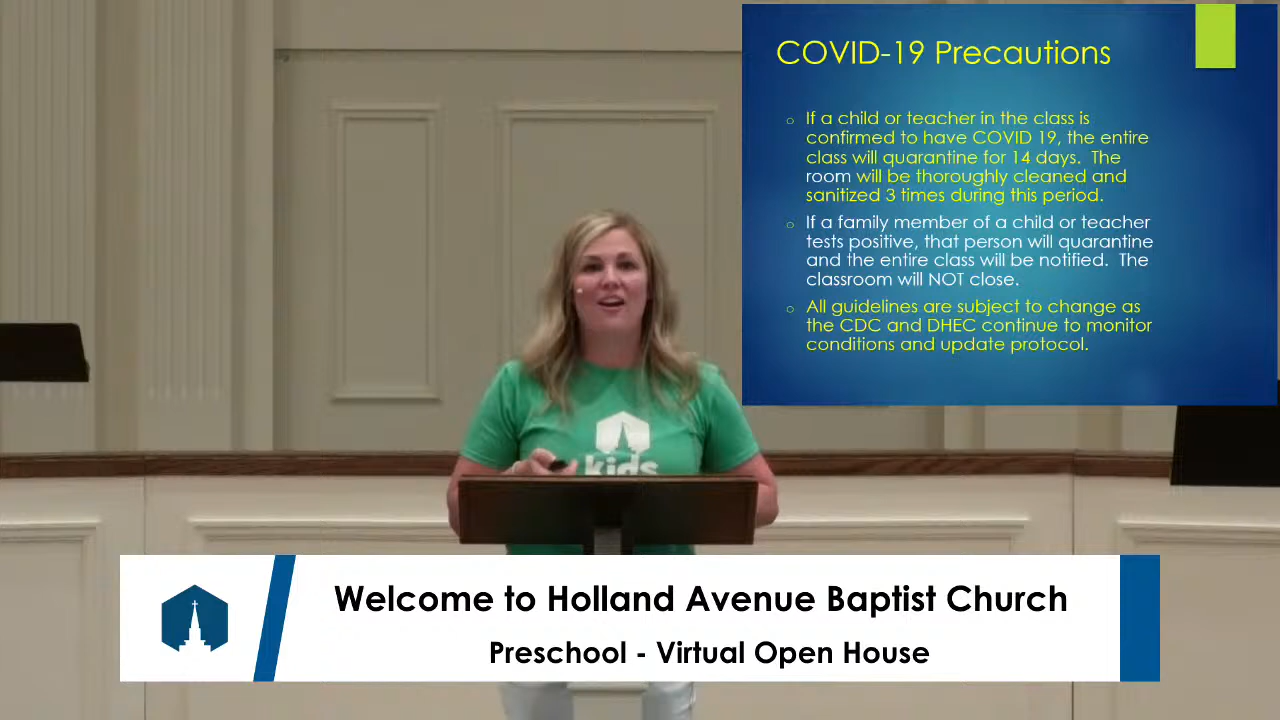 COVID-19 Precautions
If a child or teacher in the class is
confirmed to have COVID 19, the entire
class will quarantine for 14 days. The
room will be thoroughly cleaned and
sanitized 3 times during this period.
If a family member of a child or teacher
tests positive, that person will quarantine
and the entire class will be notified. The
classroom will NOT close.
All guidelines are subject to change as
the CDC and DHEC continue to monitor
conditions and update protocol.
kids
Welcome to Holland Avenue Baptist Church
Preschool - Virtual Open House